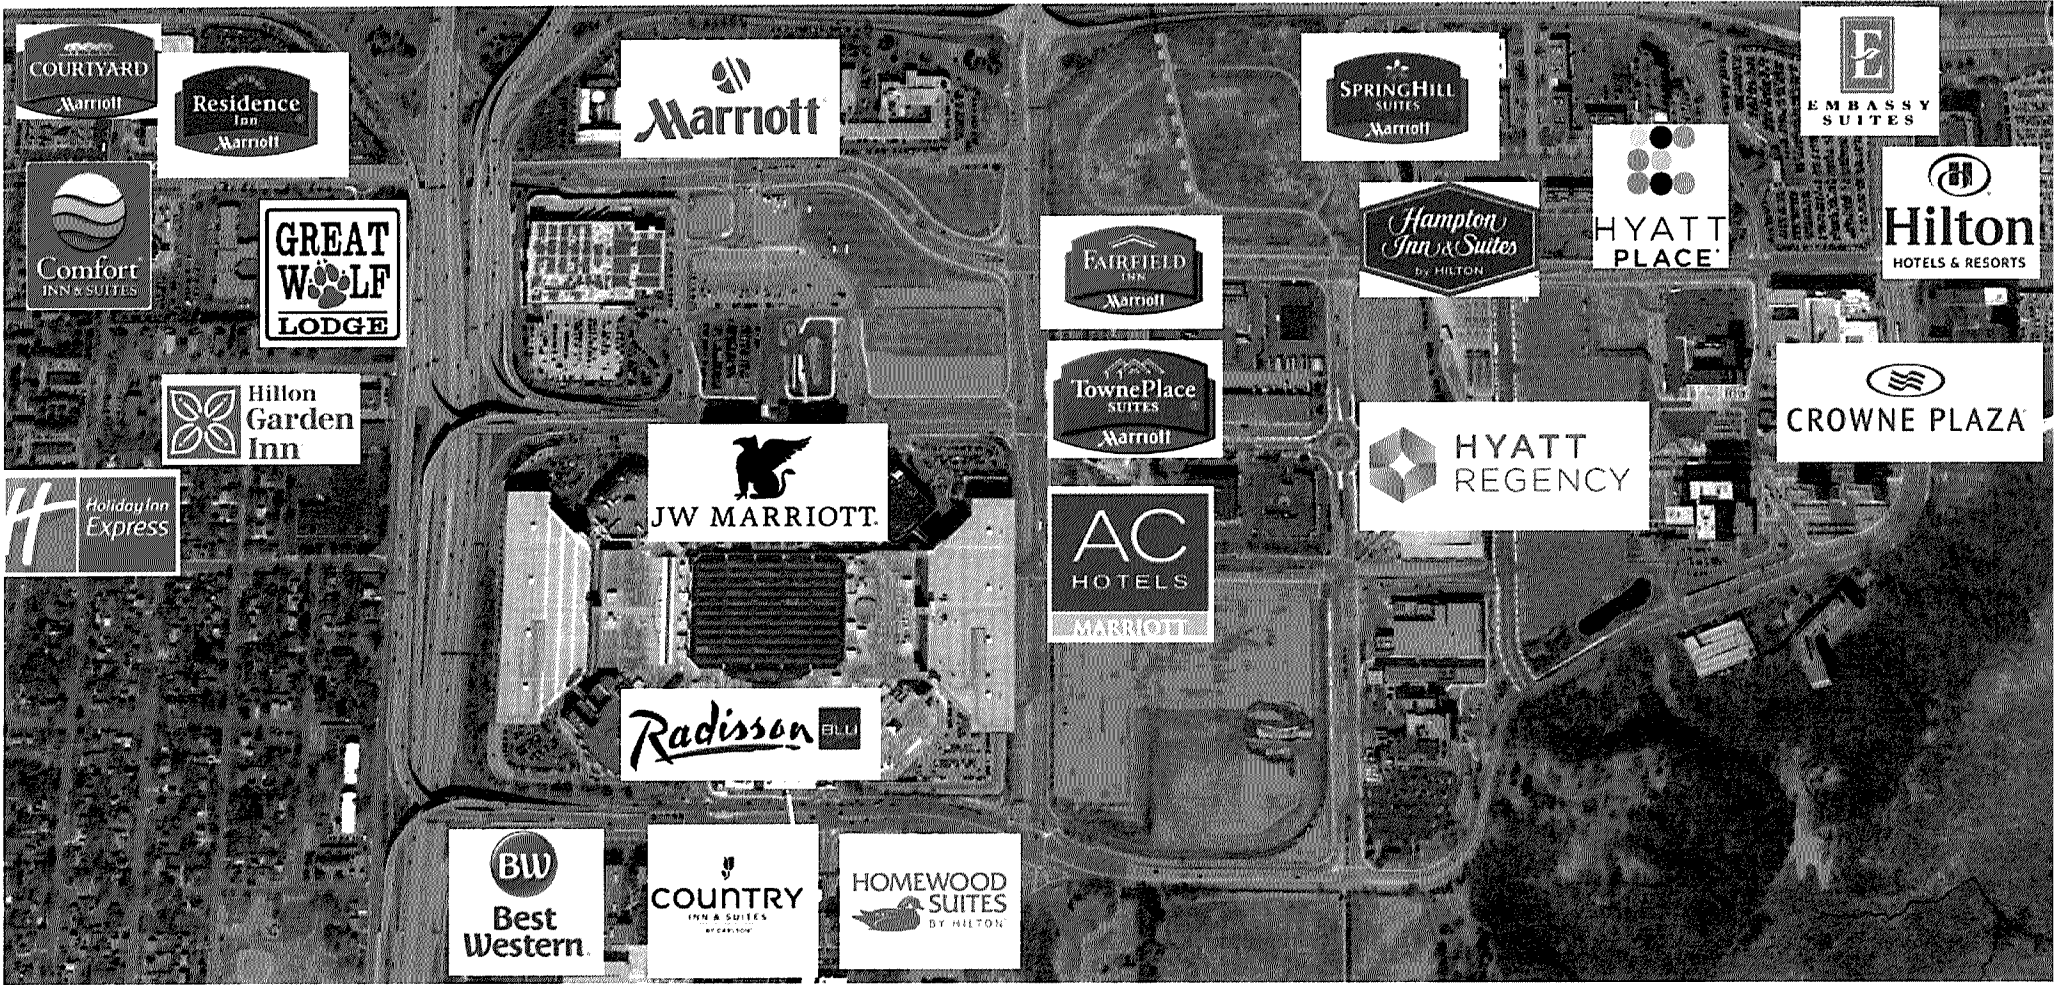 COURTYARD
Marriott
Residence
Inn
Marriott
Marriott
SPRINGHILL
SUITES
Marriott
E
EMBASSY
SUITES
Comfort
INN & SUITES
GREAT
WOLF
LODGE
FAIRFIELD
INN
Marriott
Hampton
Inn & Suites
by HILTON
HYATT
PLACE
H
Hilton
HOTELS & RESORTS
Hilton
Garden
Inn
TownePlace
SUITES
Marriott
CROWNE PLAZA
H
Holiday Inn
Express
JW MARRIOTT
HYATT
REGENCY
AC
HOTELS
MARRIOTT
Radisson BLU
BW
Best
Western
COUNTRY
INN & SUITES
BY CARLSON
HOMEWOOD
SUITES
BY HILTON